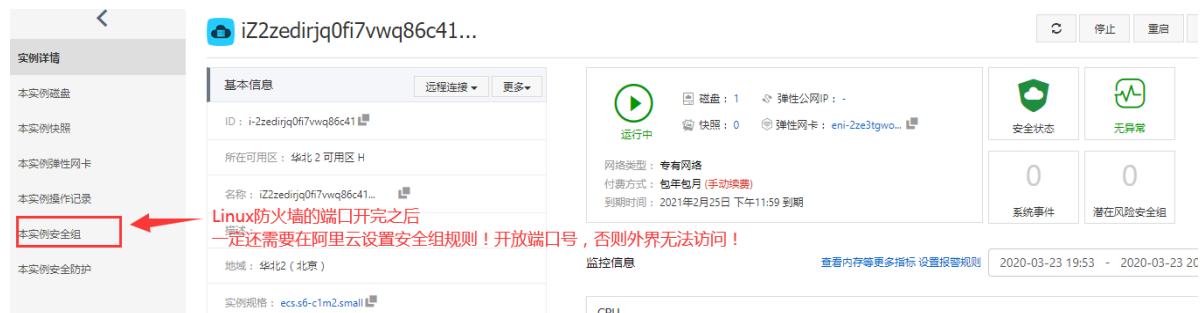 iZ2zedirjq0fi7vwq86c41...
停止
重启
实例详情
本实例磁盘
本实例快照
本实例弹性网卡
本实例操作记录
本实例安全组
本实例安全防护
基本信息
远程连接
更多
ID： i-2zedirjq0fi7vwq86c41
所在可用区： 华北 2 可用区 H
名称： iZ2zedirjq0fi7vwq86c41...
Linux防火墙的端口开完之后
描述：
一定还需要在阿里云设置安全组规则！开放端口号，否则外界无法访问！
地域： 华北2（北京）
实例规格： ecs.s6-c1m2.small
运行中
磁盘： 1
弹性公网IP： -
快照： 0
弹性网卡： eni-2ze3tgwo...
网络类型： 专有网络
付费方式： 包年包月 (手动续费)
到期时间： 2021年2月25日 下午11:59 到期
安全状态
无异常
0
系统事件
0
潜在风险安全组
监控信息
查看内存等更多指标 设置报警规则
2020-03-23 19:53 - 2020-03-23 20
CPU